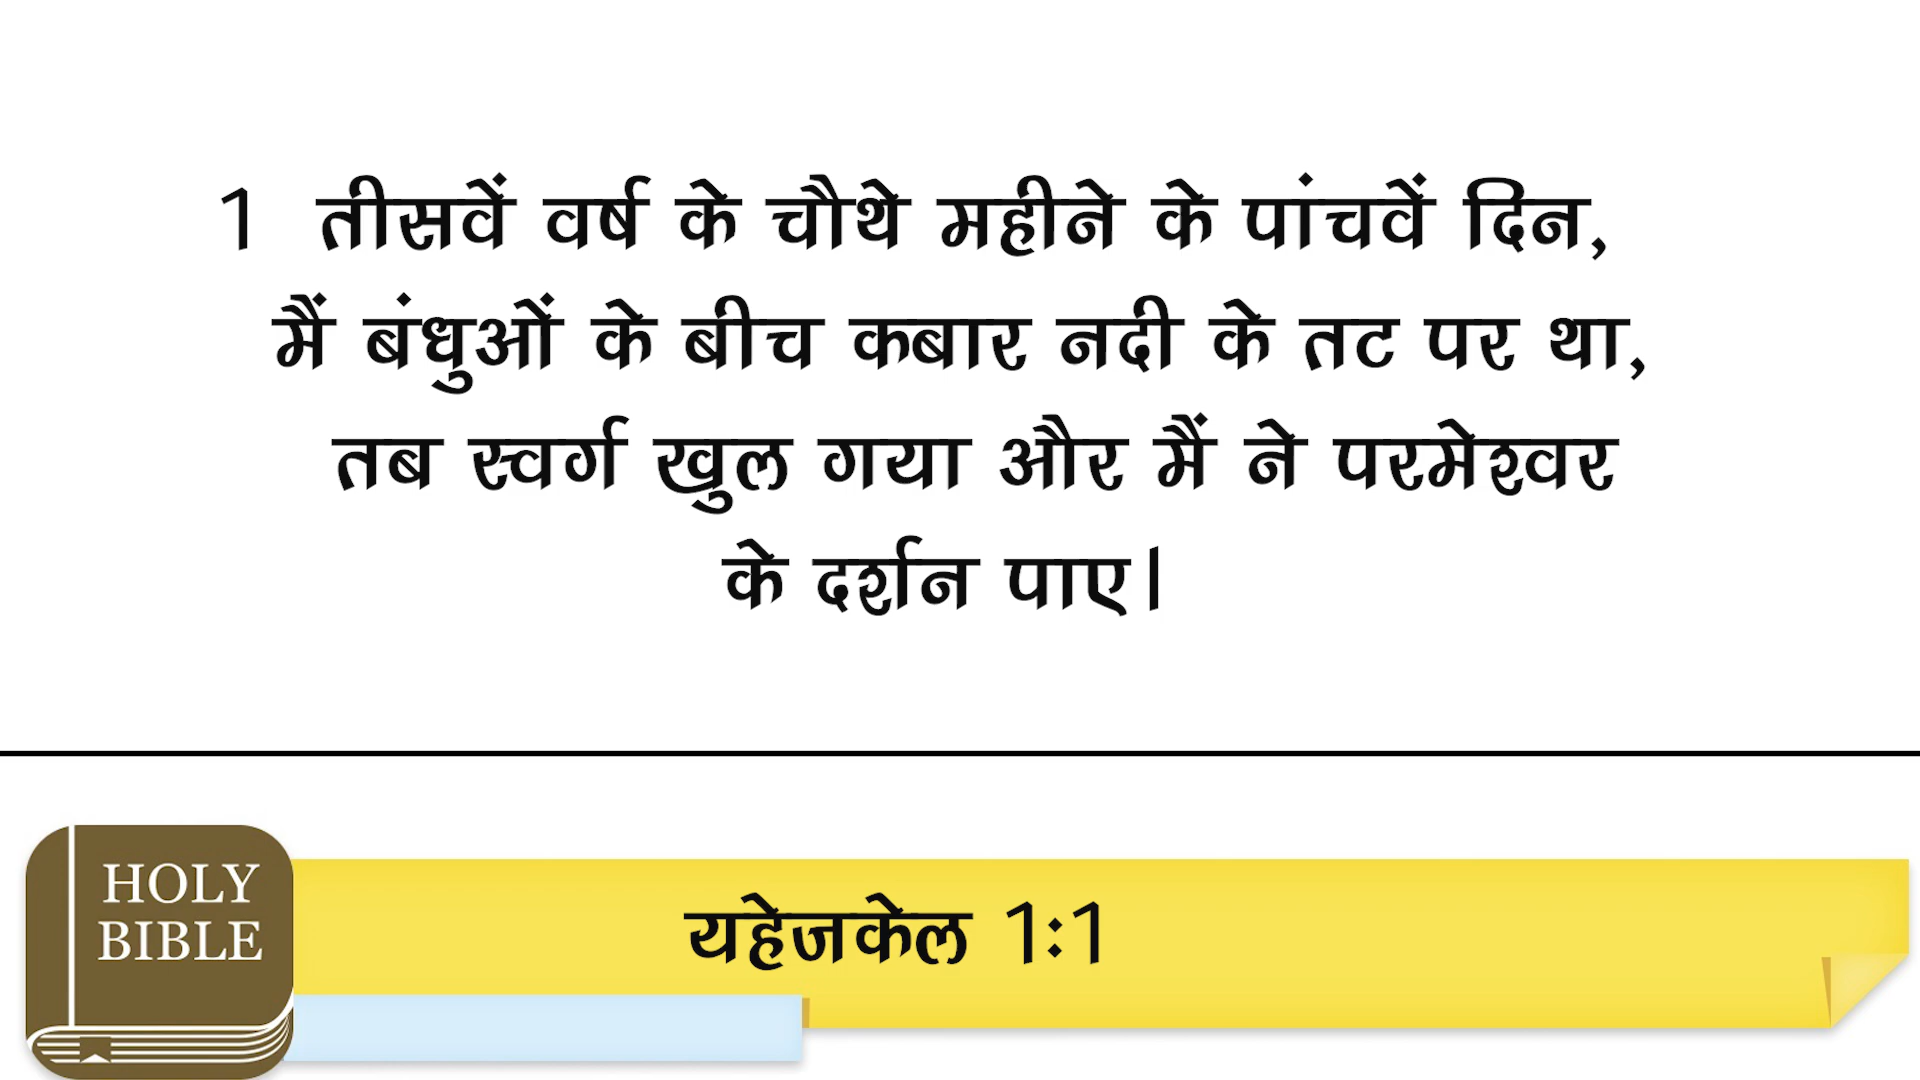 1 तीसवें वर्ष के चौथे महीने के पांचवें दिन,
मैं बंधुओं के बीच कबार नदी के तट पर था,
तब स्वर्ग खुल गया और मैं ने परमेश्वर
के दर्शन पाए।
HOLY
BIBLE
यहेजकेल 1:1